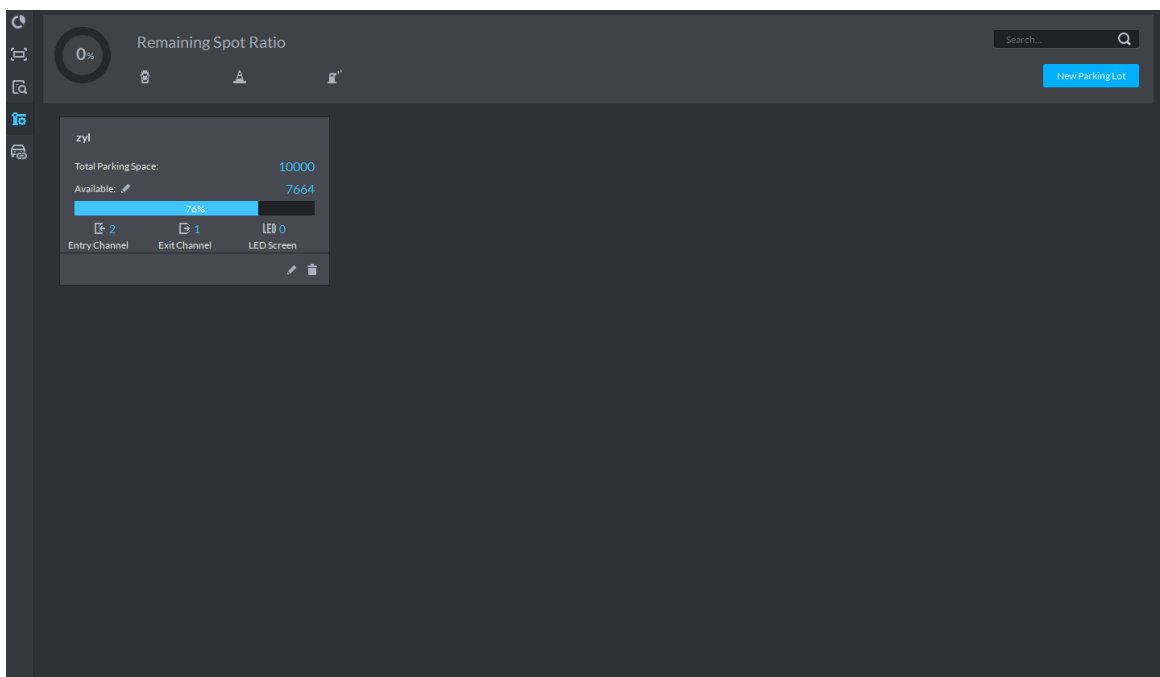 0%
Remaining Spot Ratio
Search...
New Parking Lot
zyl
Total Parking Space: 10000
Available: 7664
76%
2 1 LED 0
Entry Channel Exit Channel LED Screen